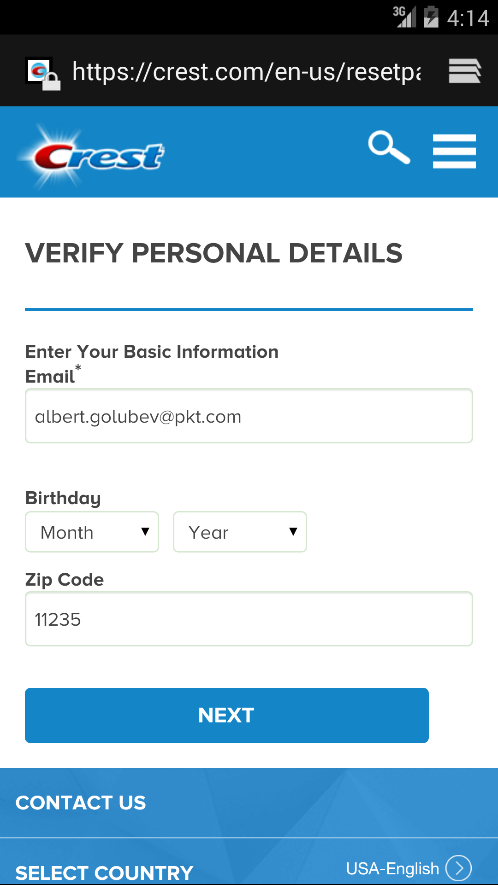 3G 4:14
https://crest.com/en-us/resetpa
Crest
VERIFY PERSONAL DETAILS
Enter Your Basic Information
Email*
albert.golubev@pkt.com
Birthday
Month Year
Zip Code
11235
NEXT
CONTACT US
SELECT COUNTRY USA-English